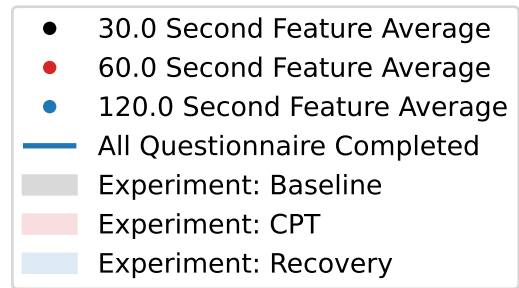 30.0 Second Feature Average
60.0 Second Feature Average
120.0 Second Feature Average
All Questionnaire Completed
Experiment: Baseline
Experiment: CPT
Experiment: Recovery